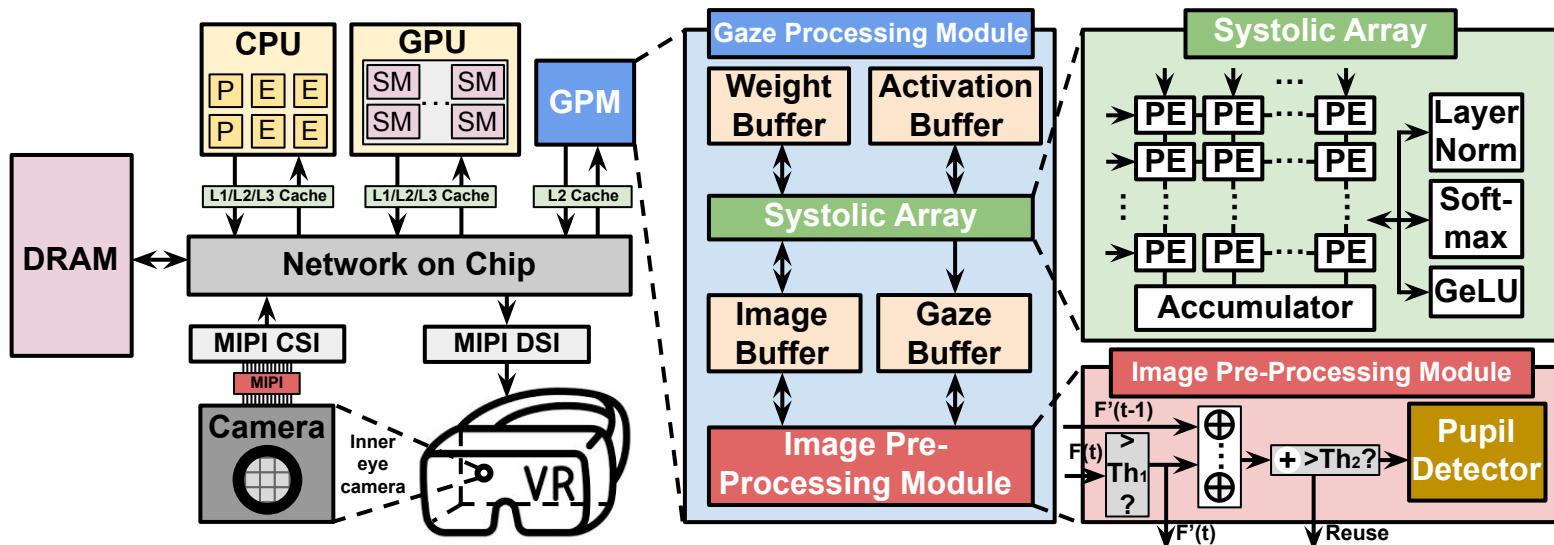 CPU
P E E
P E E
GPU
SM ... SM
SM SM
GPM
L1/L2/L3 Cache
L1/L2/L3 Cache
L2 Cache
DRAM
Network on Chip
MIPI CSI
MIPI DSI
MIPI
Camera
Inner
eye
camera
VR
Gaze Processing Module
Weight
Buffer
Activation
Buffer
Systolic Array
Image
Buffer
Gaze
Buffer
Image Pre-
Processing Module
Systolic Array
...
PE PE ... PE
PE PE ... PE
PE PE ... PE
Accumulator
Layer
Norm
Soft-
max
GeLU
Image Pre-Processing Module
F'(t-1)
F(t)
>
Th1
?
F'(t)
+ >Th2?
Reuse
Pupil
Detector